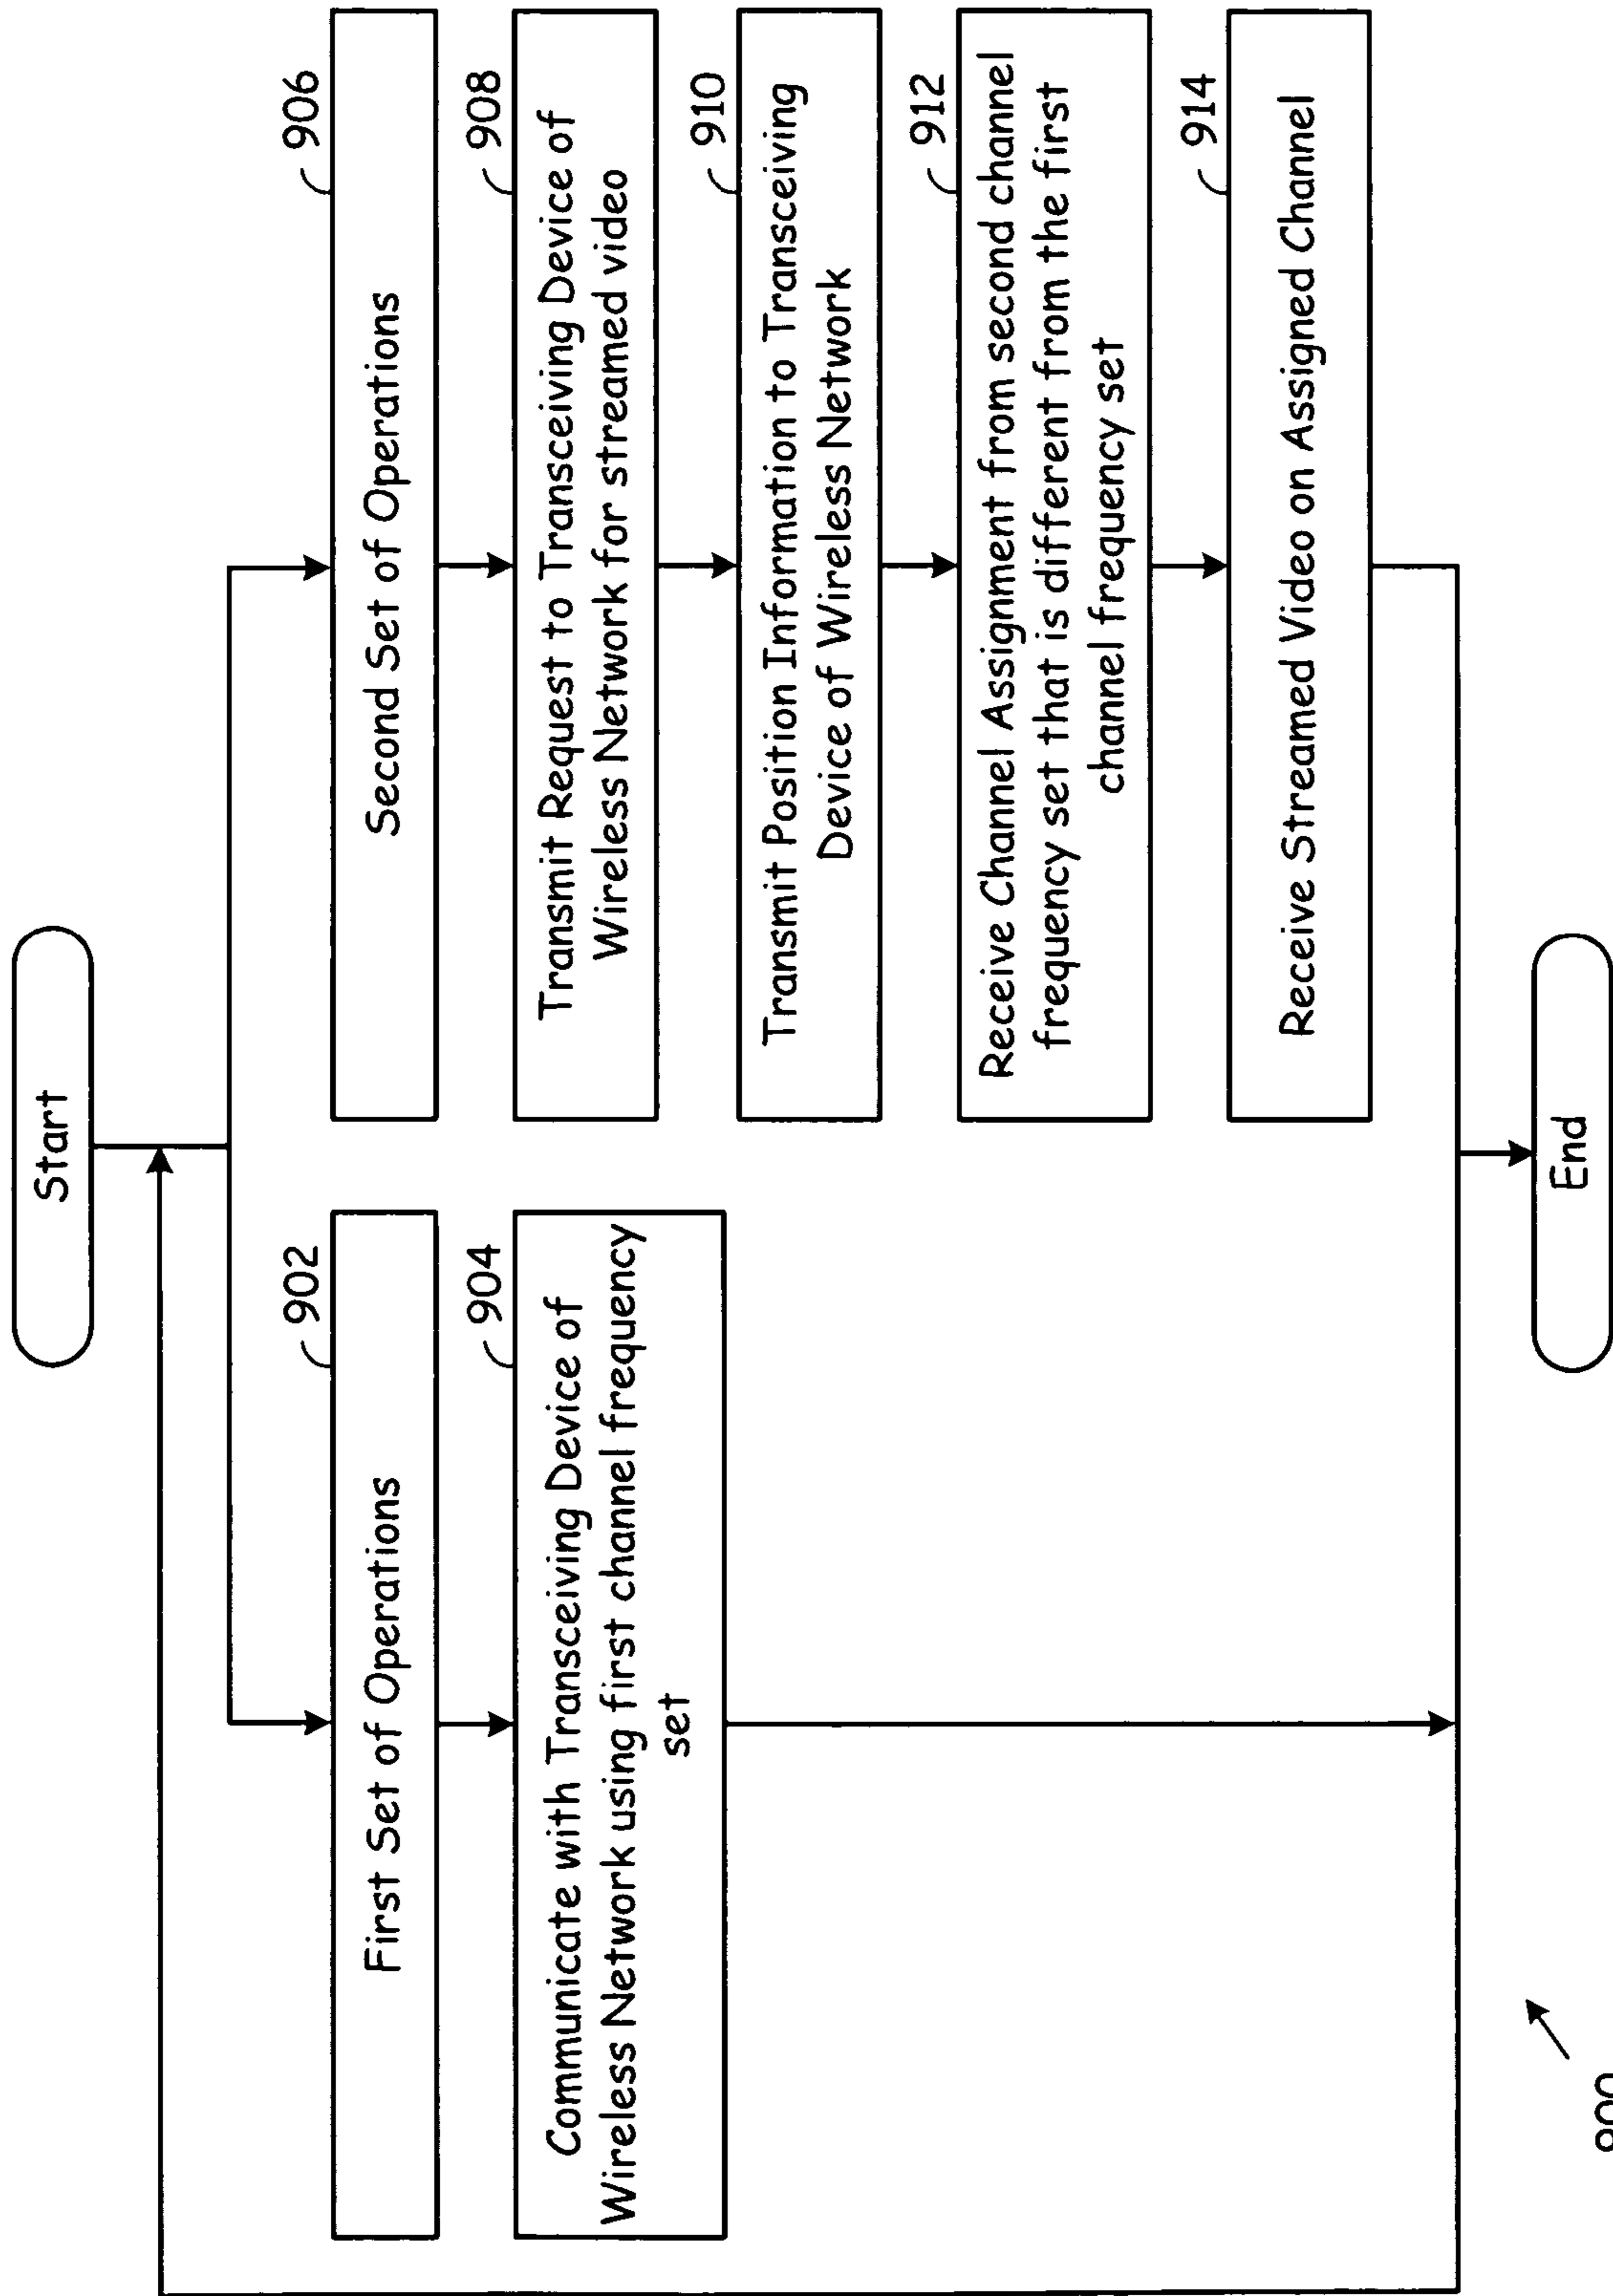 Start
902
First Set of Operations
904
Communicate with Transceiving Device of
Wireless Network using first channel frequency
set
906
Second Set of Operations
908
Transmit Request to Transceiving Device of
Wireless Network for streamed video
910
Transmit Position Information to Transceiving
Device of Wireless Network
912
Receive Channel Assignment from second channel
frequency set that is different from the first
channel frequency set
914
Receive Streamed Video on Assigned Channel
End
900